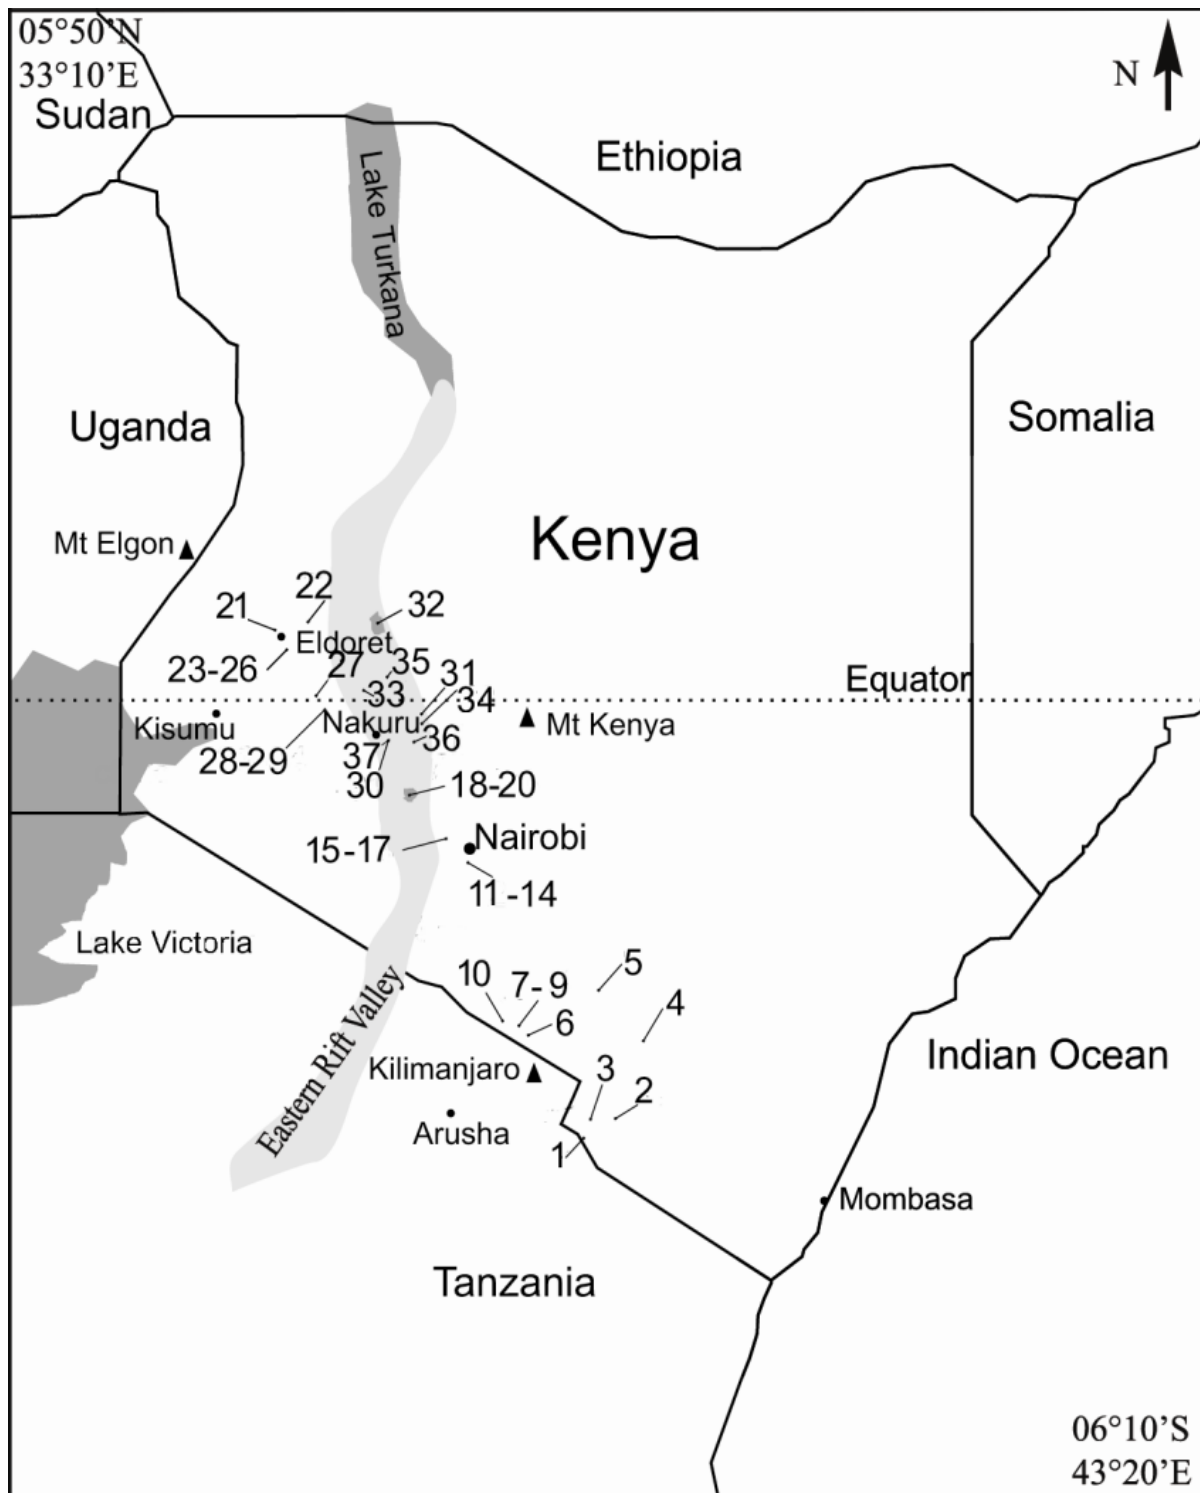 05°50'N
33°10'E
N
Sudan
Ethiopia
Lake Turkana
Uganda
Somalia
Kenya
Mt Elgon
22
21
32
Eldoret
23-26
27
35
31
Equator
33
34
Kisumu
Nakuru
Mt Kenya
28-29
37
36
30
18-20
15-17
Nairobi
11-14
Lake Victoria
5
10
7-9
4
6
Eastern Rift Valley
Kilimanjaro
3
2
Indian Ocean
Arusha
1
Mombasa
Tanzania
06°10'S
43°20'E